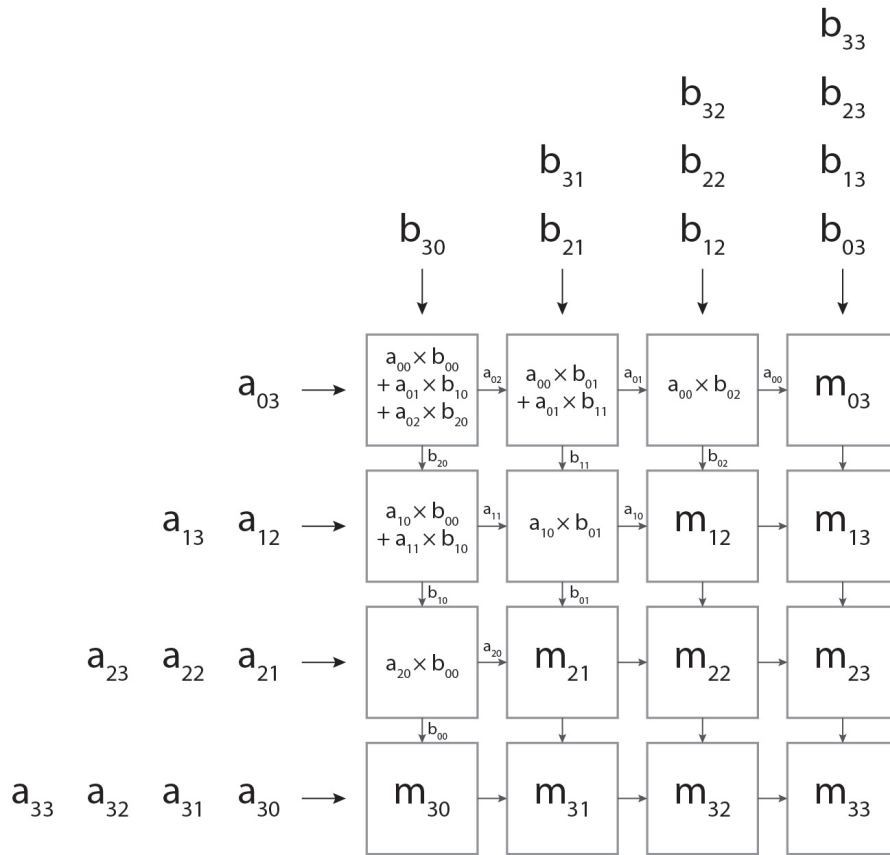 b₃₃
b₃₂ b₂₃
b₃₁ b₂₂ b₁₃
b₃₀ b₂₁ b₁₂ b₀₃
a₀₃
a₀₀ × b₀₀
+ a₀₁ × b₁₀
+ a₀₂ × b₂₀
a₀₂
a₀₀ × b₀₁
+ a₀₁ × b₁₁
a₀₁
a₀₀ × b₀₂
a₀₀
m₀₃
b₂₀ b₁₁ b₀₂
a₁₃ a₁₂
a₁₀ × b₀₀
+ a₁₁ × b₁₀
a₁₁
a₁₀ × b₀₁
a₁₀
m₁₂ m₁₃
b₁₀ b₀₁
a₂₃ a₂₂ a₂₁
a₂₀ × b₀₀
a₂₀
m₂₁ m₂₂ m₂₃
b₀₀
a₃₃ a₃₂ a₃₁ a₃₀ m₃₀ m₃₁ m₃₂ m₃₃